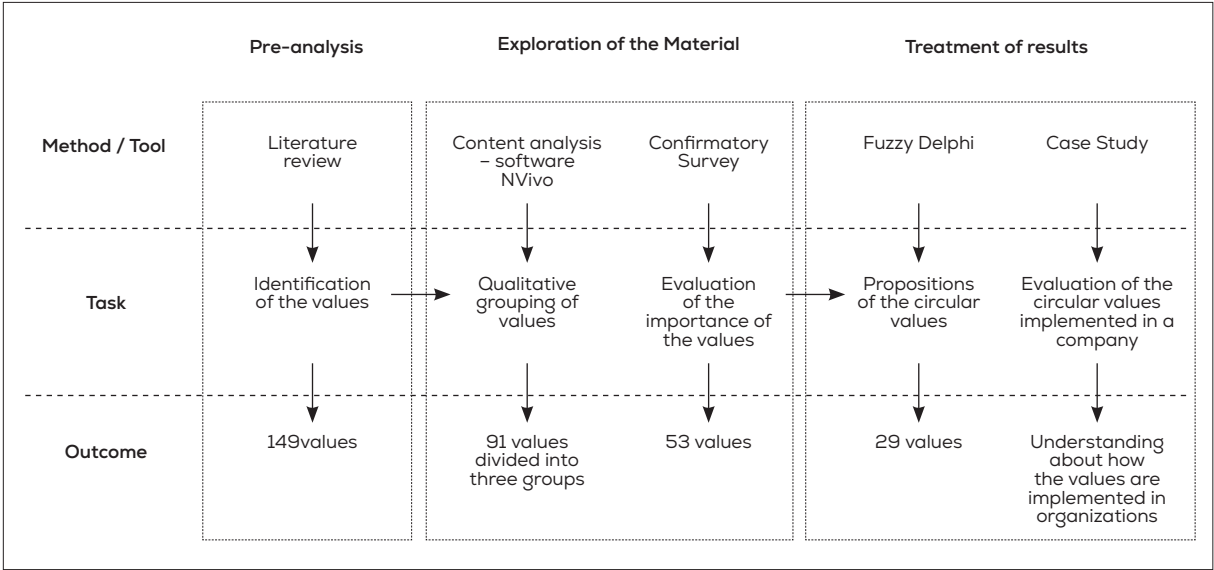 Pre-analysis
Exploration of the Material
Treatment of results
Method / Tool
Literature
review
Content analysis
– software
NVivo
Confirmatory
Survey
Fuzzy Delphi
Case Study
Task
Identification
of the values
Qualitative
grouping of
values
Evaluation
of the
importance of
the values
Propositions
of the circular
values
Evaluation of the
circular values
implemented in a
company
Outcome
149values
91 values
divided into
three groups
53 values
29 values
Understanding
about how
the values are
implemented in
organizations